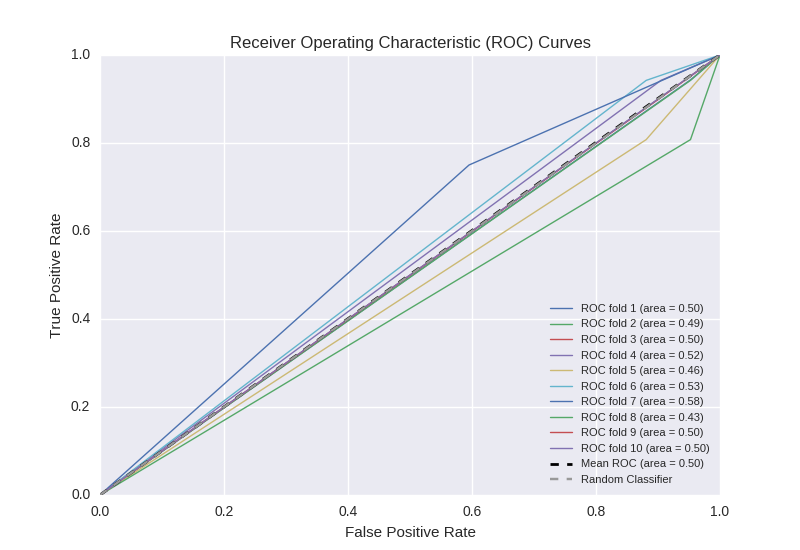 Receiver Operating Characteristic (ROC) Curves
1.0
0.8
0.6
0.4
0.2
0.0
True Positive Rate
ROC fold 1 (area = 0.50)
ROC fold 2 (area = 0.49)
ROC fold 3 (area = 0.50)
ROC fold 4 (area = 0.52)
ROC fold 5 (area = 0.46)
ROC fold 6 (area = 0.53)
ROC fold 7 (area = 0.58)
ROC fold 8 (area = 0.43)
ROC fold 9 (area = 0.50)
ROC fold 10 (area = 0.50)
Mean ROC (area = 0.50)
Random Classifier
0.0 0.2 0.4 0.6 0.8 1.0
False Positive Rate